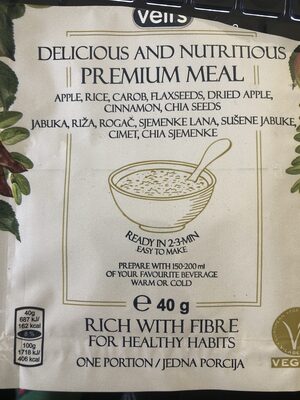 vell's
DELICIOUS AND NUTRITIOUS
PREMIUM MEAL
APPLE, RICE, CAROB, FLAXSEEDS, DRIED APPLE,
CINNAMON, CHIA SEEDS
JABUKA, RIŽA, ROGAČ, SJEMENKE LANA, SUŠENE JABUKE,
CIMET, CHIA SJEMENKE
READY IN 2-3-MIN
EASY TO MAKE
PREPARE WITH 150-200 ml
OF YOUR FAVOURITE BEVERAGE
WARM OR COLD
℮ 40 g
RICH WITH FIBRE
FOR HEALTHY HABITS
ONE PORTION / JEDNA PORCIJA
40g
687 kJ/
162 kcal
8%
100g
1718 kJ/
406 kcal
VEG